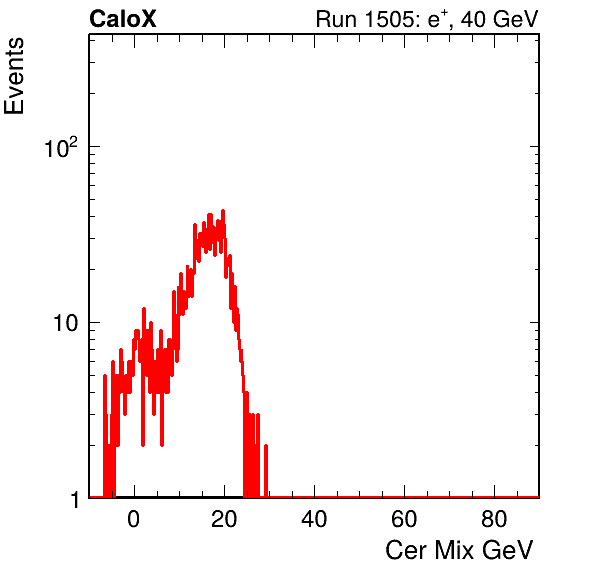 CaloX Run 1505: e⁺, 40 GeV
Events
10²
10
1
0 20 40 60 80
Cer Mix GeV